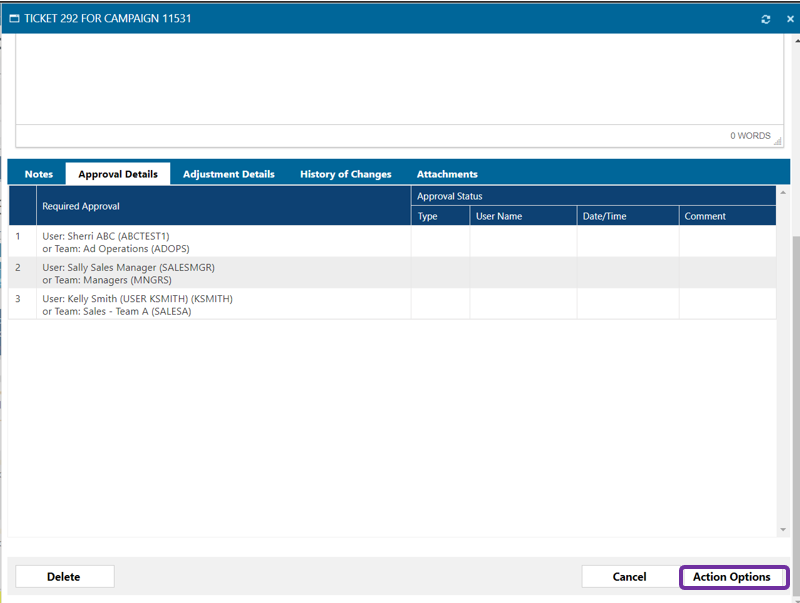 TICKET 292 FOR CAMPAIGN 11531
0 WORDS
Notes Approval Details Adjustment Details History of Changes Attachments
Required Approval Approval Status
Type User Name Date/Time Comment
1 User: Sherri ABC (ABCTEST1)
or Team: Ad Operations (ADOPS)
2 User: Sally Sales Manager (SALESMGR)
or Team: Managers (MNGRS)
3 User: Kelly Smith (USER KSMITH) (KSMITH)
or Team: Sales - Team A (SALESA)
Delete Cancel Action Options